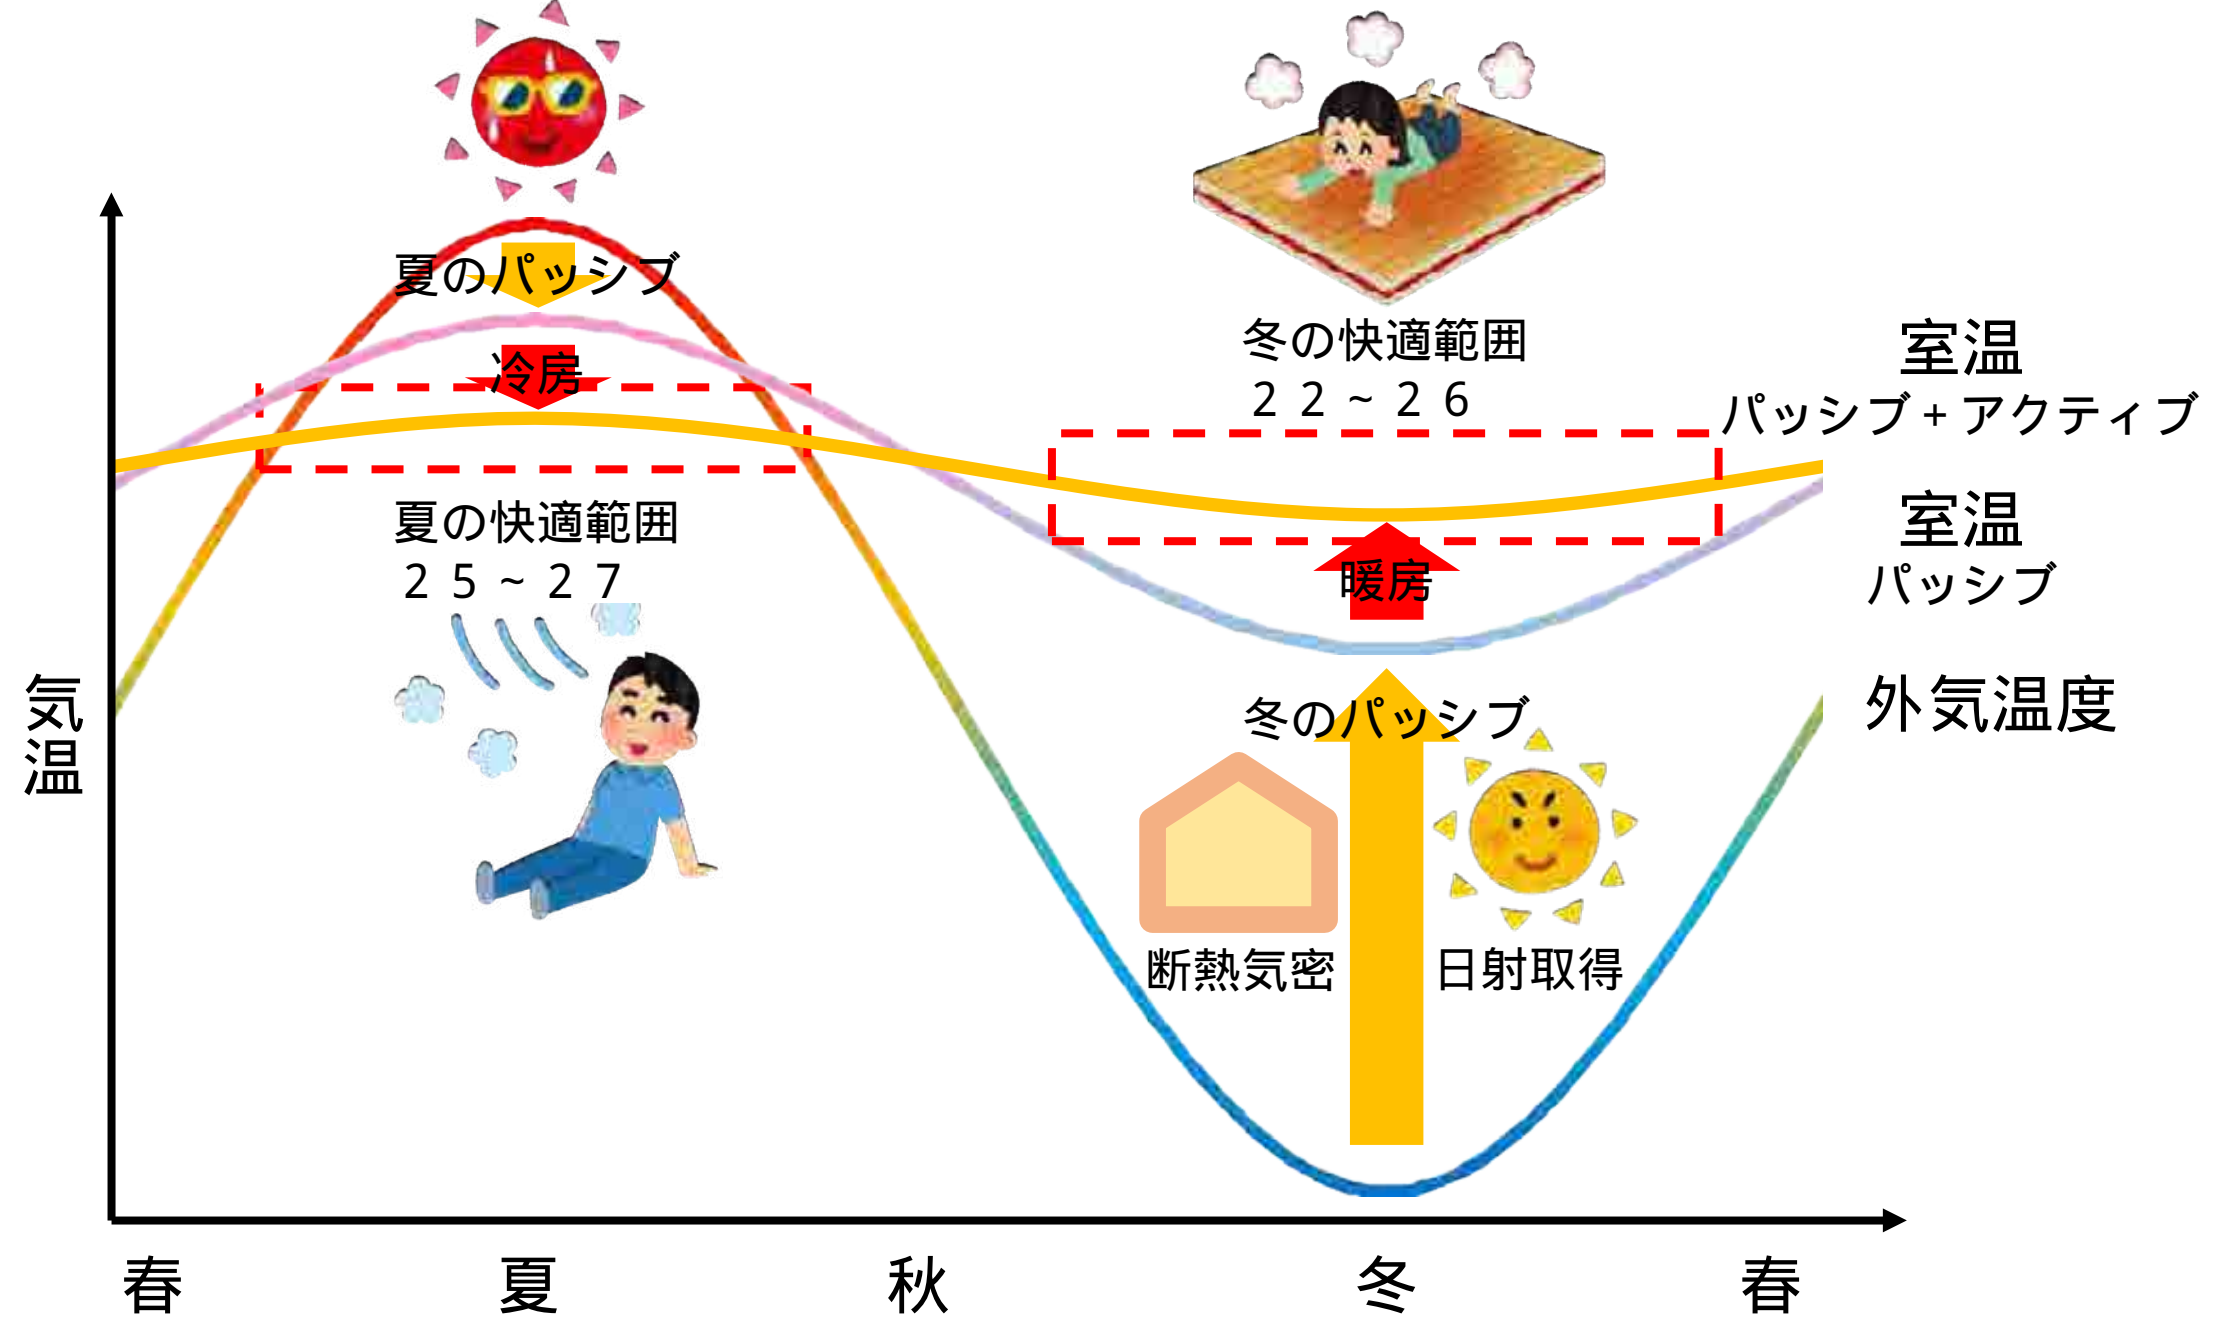 夏のパッシブ
冷房
夏の快適範囲
２５~２７
冬の快適範囲
２２~２６
暖房
冬のパッシブ
断熱気密
日射取得
室温
パッシブ+アクティブ
室温
パッシブ
外気温度
気温
春
夏
秋
冬
春